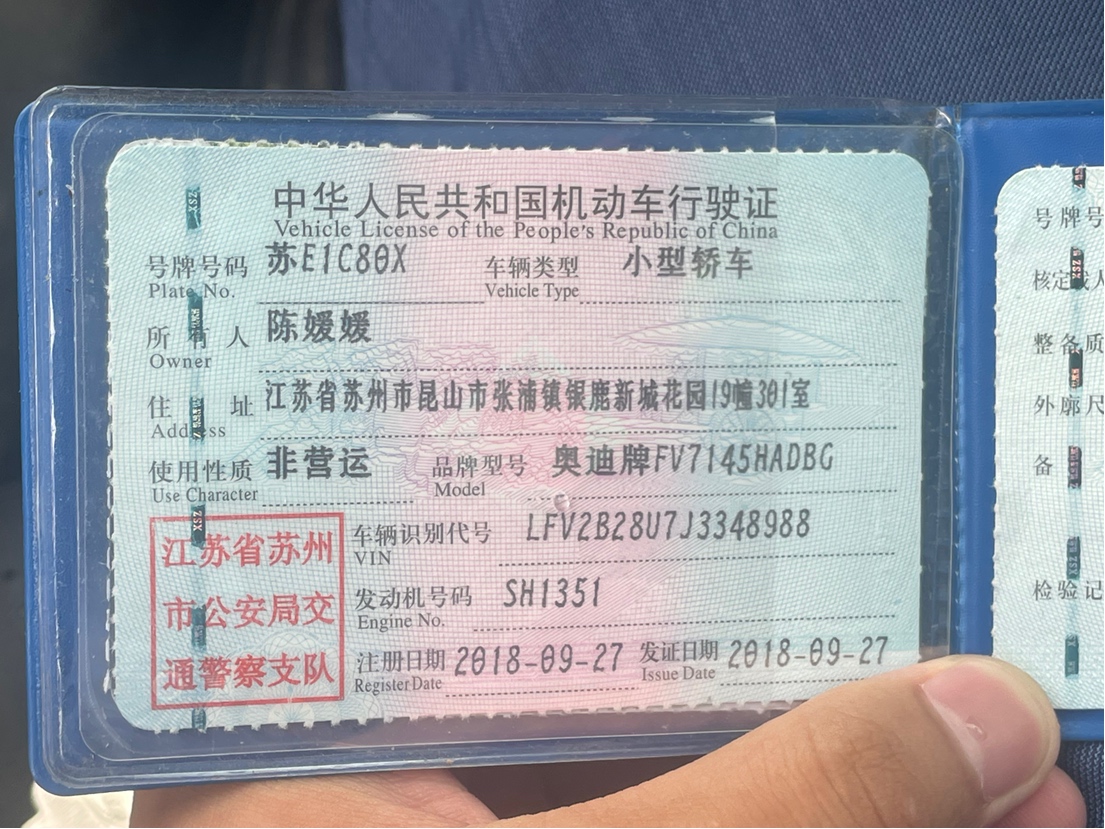 中华人民共和国机动车行驶证
Vehicle License of the People's Republic of China
号牌号码 苏E1C80X 车辆类型 小型轿车
Plate No. Vehicle Type
所有人 陈媛媛
Owner
住址 江苏省苏州市昆山市张浦镇银鹿新城花园19幢301室
Address
使用性质 非营运 品牌型号 奥迪牌FV7145HADBG
Use Character Model
江苏省苏州
市公安局交
通警察支队
车辆识别代号 LFV2B28U7J3348988
VIN
发动机号码 SH1351
Engine No.
注册日期 2018-09-27 发证日期 2018-09-27
Register Date Issue Date
号牌号
核定载人
整备质
外廓尺
备
检验记